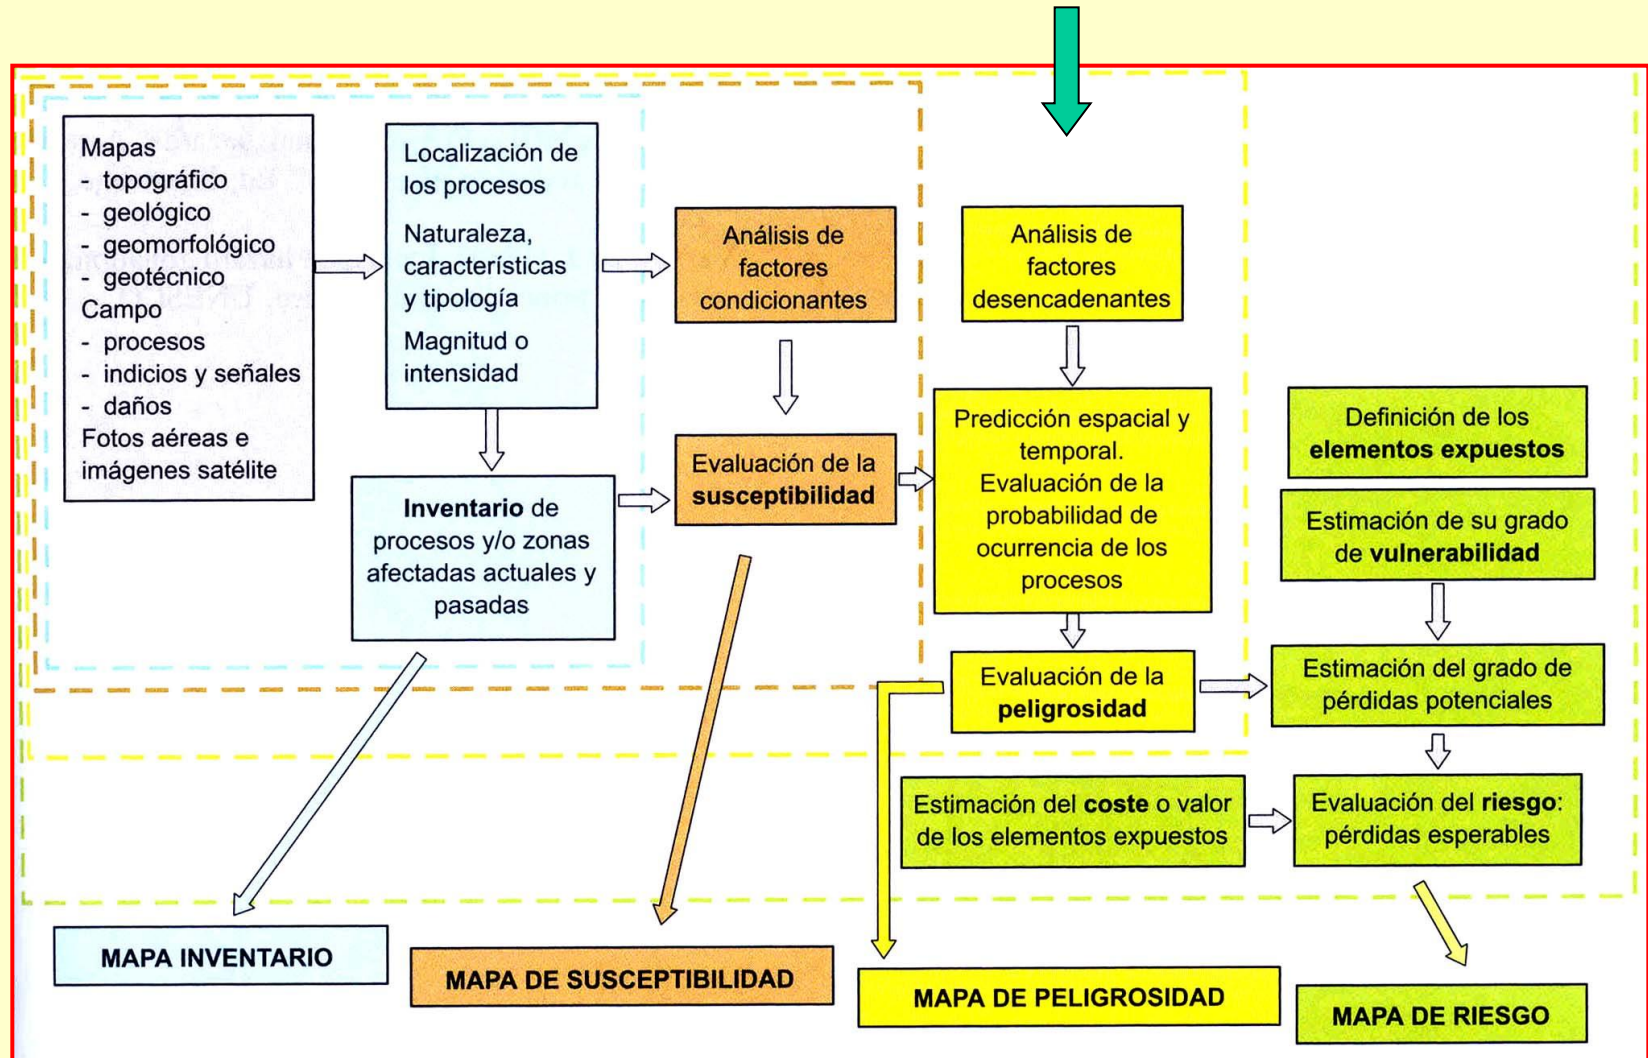 Mapas
- topográfico
- geológico
- geomorfológico
- geotécnico
Campo
- procesos
- indicios y señales
- daños
Fotos aéreas e
imágenes satélite
Localización de
los procesos
Naturaleza,
características
y tipología
Magnitud o
intensidad
Inventario de
procesos y/o zonas
afectadas actuales y
pasadas
Análisis de
factores
condicionantes
Evaluación de la
susceptibilidad
Análisis de
factores
desencadenantes
Predicción espacial y
temporal.
Evaluación de la
probabilidad de
ocurrencia de los
procesos
Evaluación de la
peligrosidad
Definición de los
elementos expuestos
Estimación de su grado
de vulnerabilidad
Estimación del grado de
pérdidas potenciales
Estimación del coste o valor
de los elementos expuestos
Evaluación del riesgo:
pérdidas esperables
MAPA INVENTARIO
MAPA DE SUSCEPTIBILIDAD
MAPA DE PELIGROSIDAD
MAPA DE RIESGO